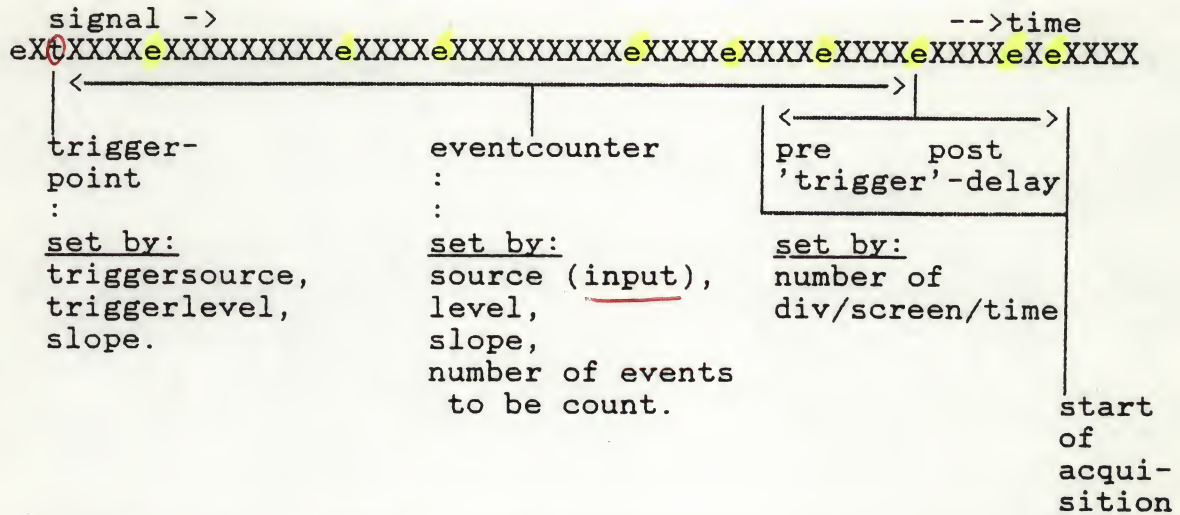 signal -> -->time
eXtXXXXeXXXXXXXXXeXXXXeXXXXXXXXXeXXXXeXXXXeXXXXeXXXXeXeXXXX
<-----------------------------------------> 
<------------->
trigger- eventcounter pre post
point : 'trigger'-delay
: :
set by: set by: set by:
triggersource, source (input), number of
triggerlevel, level, div/screen/time
slope. slope,
number of events
to be count.
start
of
acqui-
sition